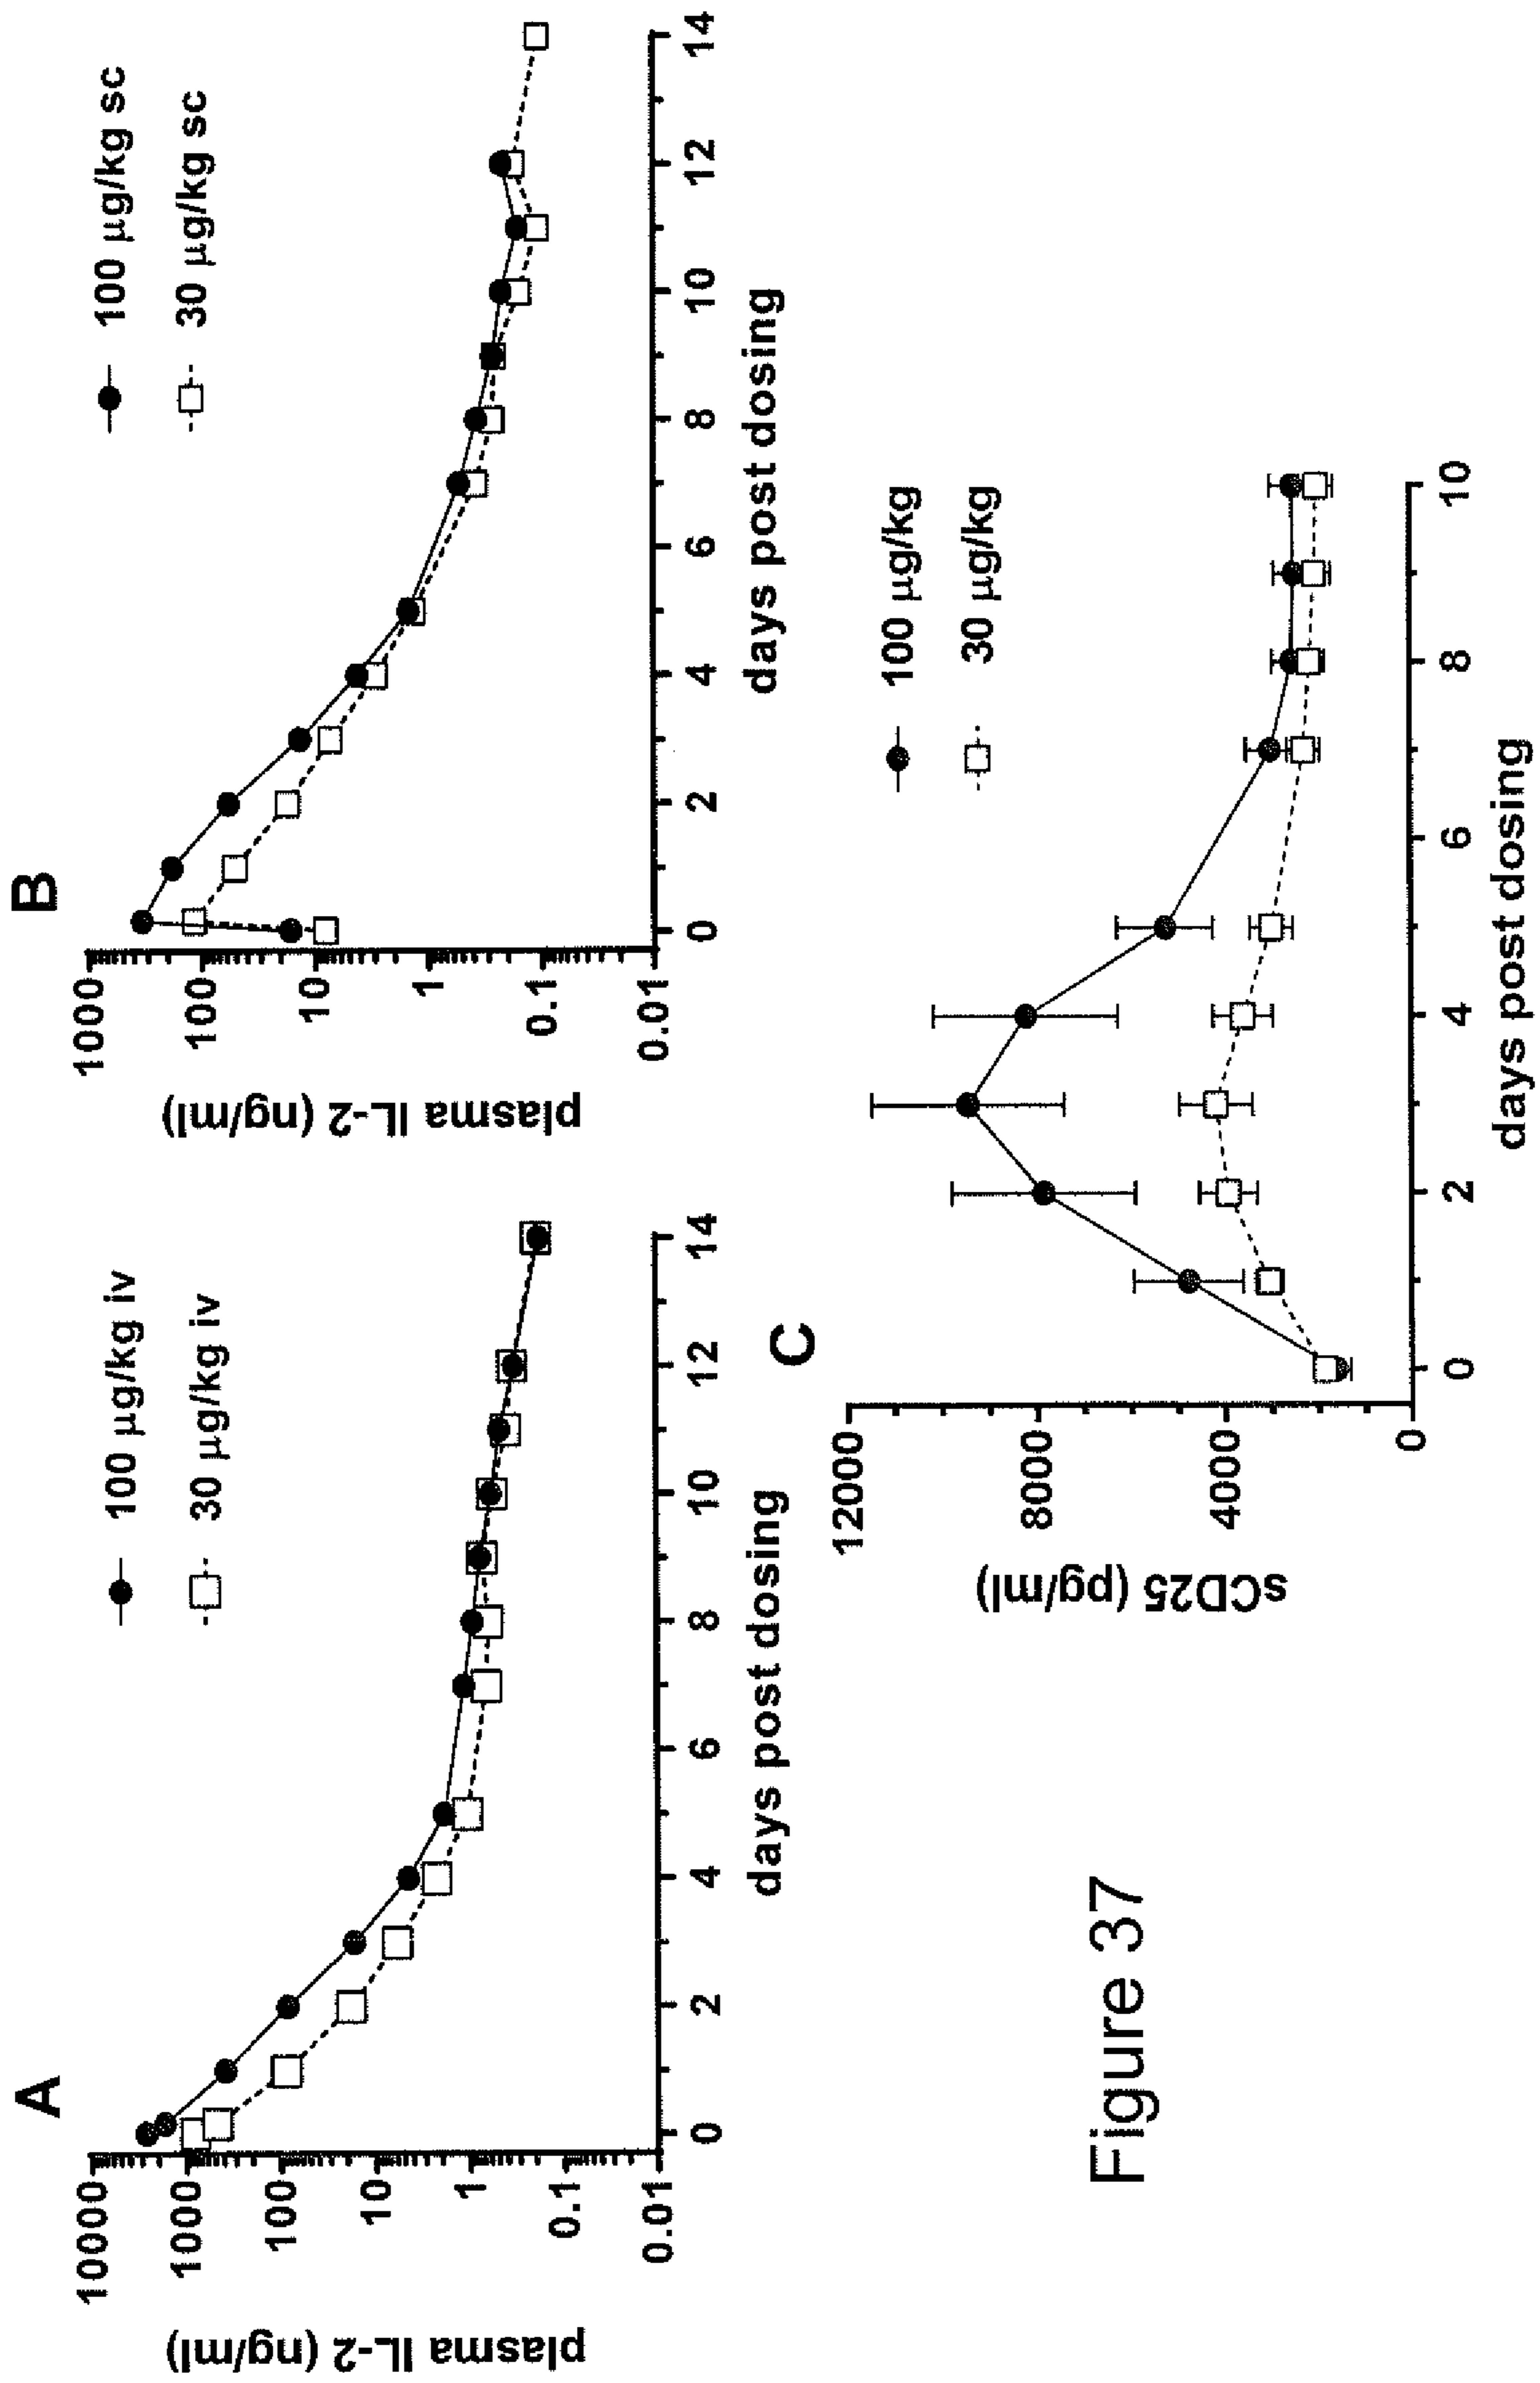 A
plasma IL-2 (ng/ml)
10000
1000
100
10
1
0.1
0.01
100 µg/kg iv
30 µg/kg iv
0 2 4 6 8 10 12 14
days post dosing
B
plasma IL-2 (ng/ml)
1000
100
10
1
0.1
0.01
100 µg/kg sc
30 µg/kg sc
0 2 4 6 8 10 12 14
days post dosing
C
sCD25 (pg/ml)
12000
8000
4000
0
100 µg/kg
30 µg/kg
0 2 4 6 8 10
days post dosing
Figure 37